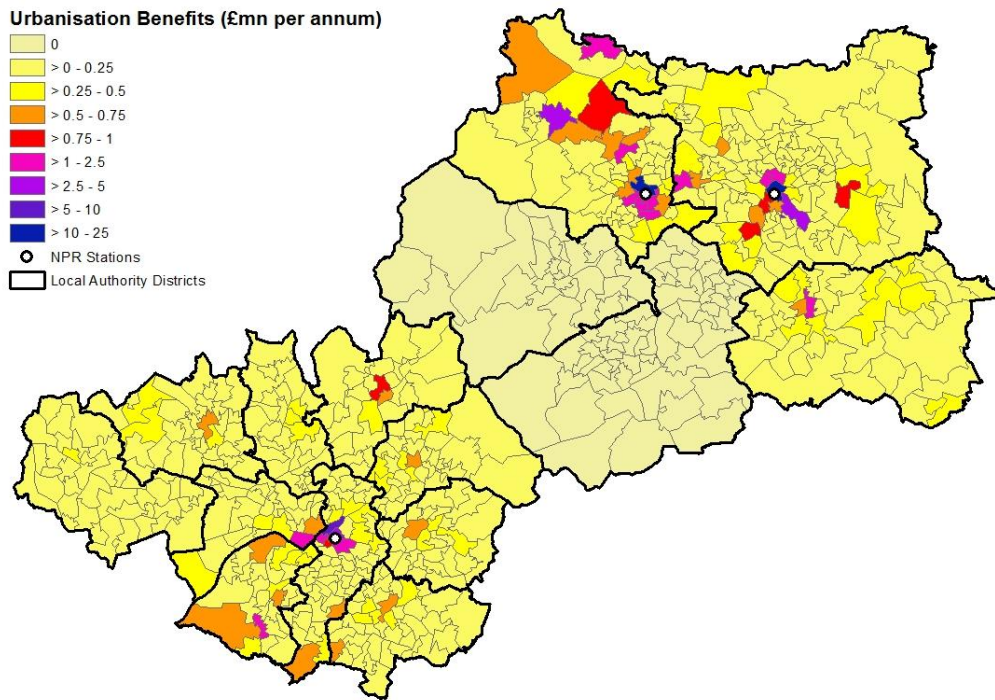 Urbanisation Benefits (£mn per annum)
0
> 0 - 0.25
> 0.25 - 0.5
> 0.5 - 0.75
> 0.75 - 1
> 1 - 2.5
> 2.5 - 5
> 5 - 10
> 10 - 25
NPR Stations
Local Authority Districts